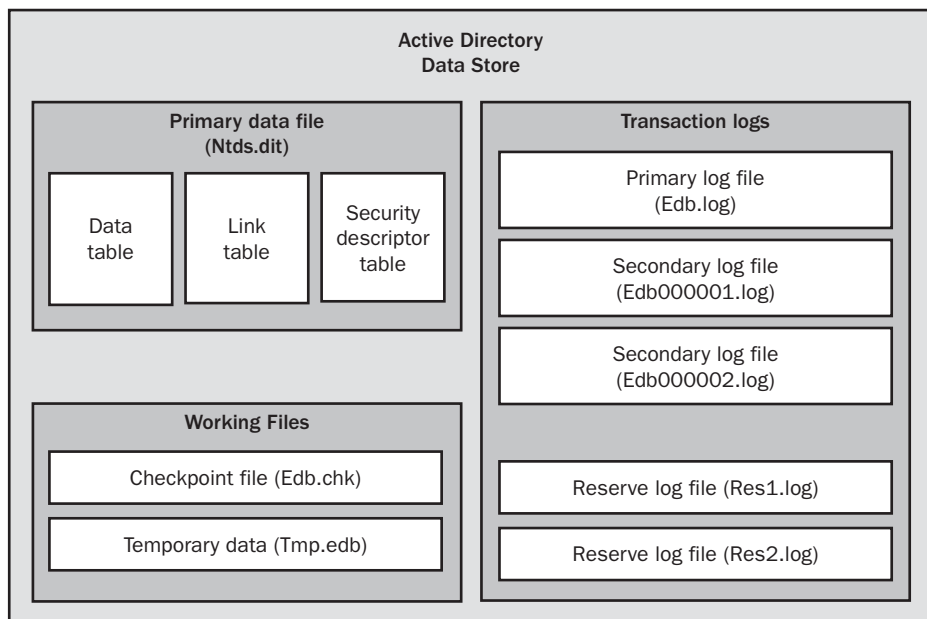 Active Directory
Data Store
Primary data file
(Ntds.dit)
Data
table
Link
table
Security
descriptor
table
Working Files
Checkpoint file (Edb.chk)
Temporary data (Tmp.edb)
Transaction logs
Primary log file
(Edb.log)
Secondary log file
(Edb000001.log)
Secondary log file
(Edb000002.log)
Reserve log file (Res1.log)
Reserve log file (Res2.log)